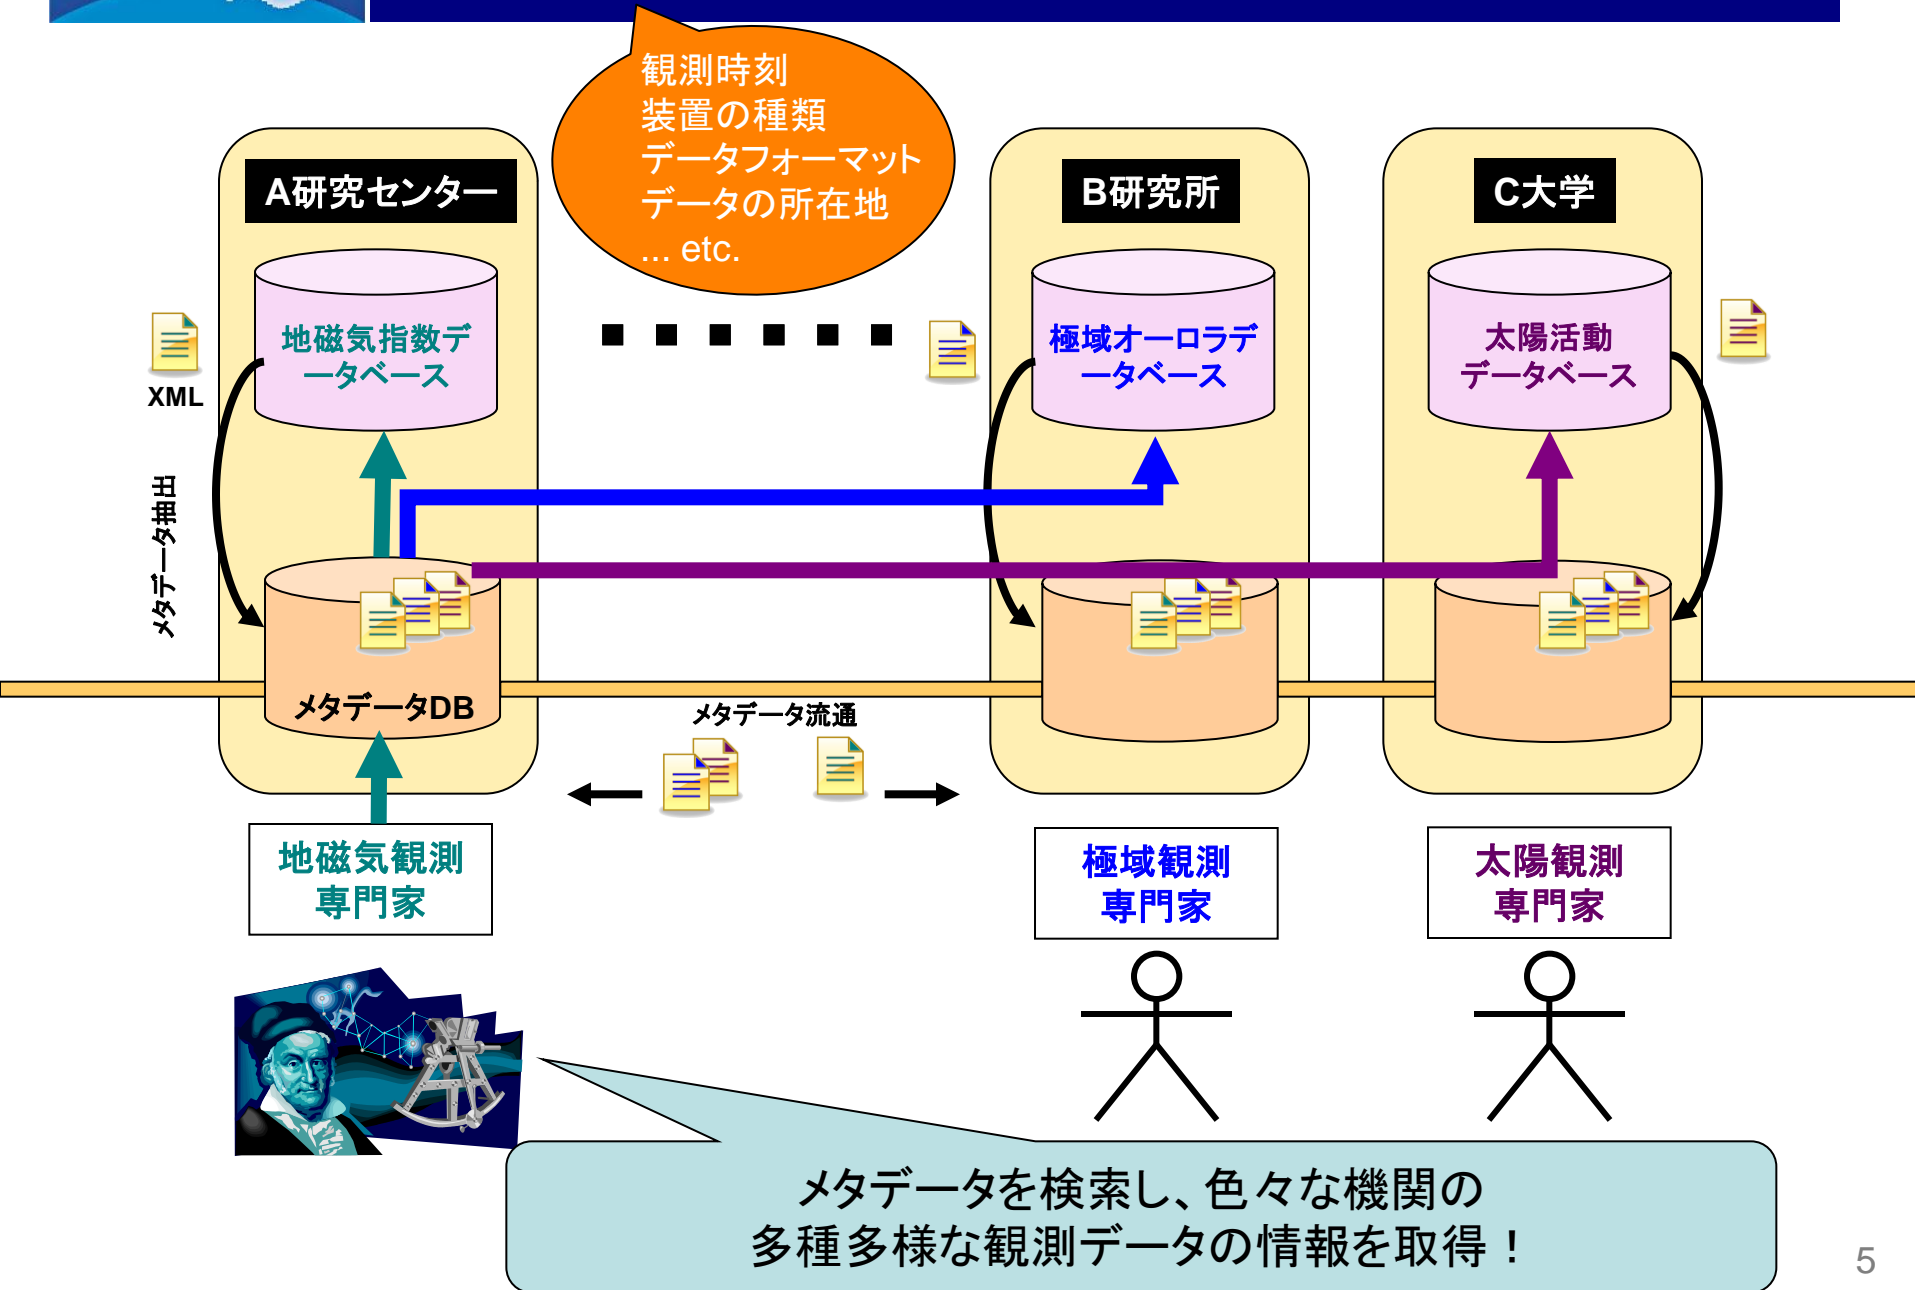 観測時刻
装置の種類
データフォーマット
データの所在地
... etc.
A研究センター
B研究所
C大学
地磁気指数デ
ータベース
極域オーロラデ
ータベース
太陽活動
データベース
XML
メタデータ抽出
メタデータDB
メタデータ流通
地磁気観測
専門家
極域観測
専門家
太陽観測
専門家
メタデータを検索し、色々な機関の
多種多様な観測データの情報を取得！
5